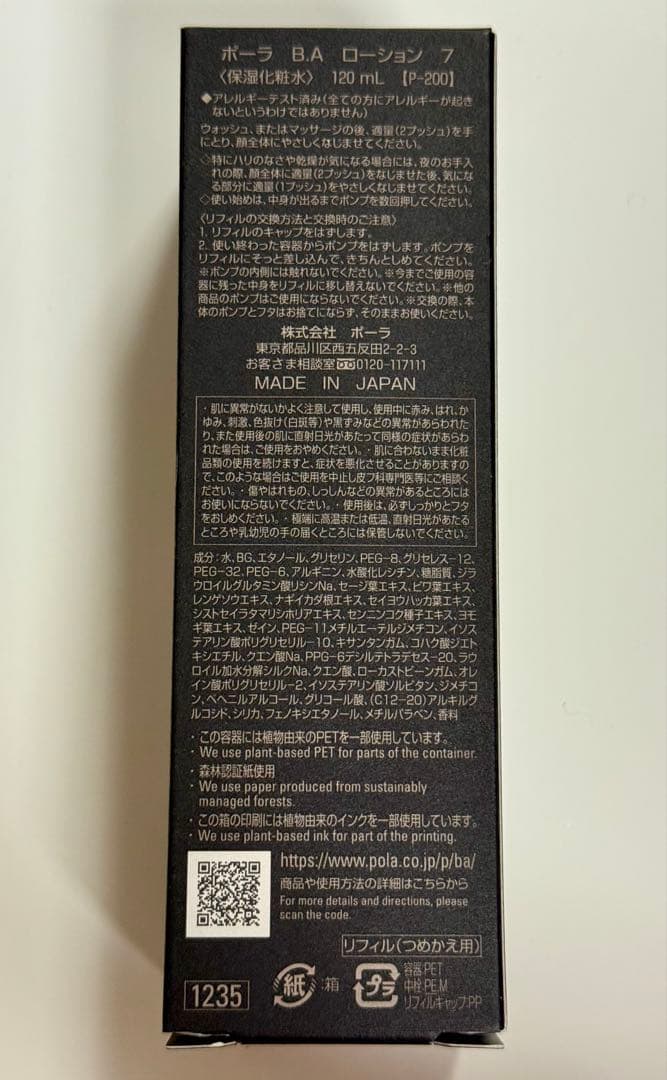 ポーラ B.A ローション 7
〈保湿化粧水〉 120 mL 【P-200】
◆アレルギーテスト済み(全ての方にアレルギーが起き
ないというわけではありません)
ウォッシュ、またはマッサージの後、適量(2プッシュ)を手
にとり、顔全体にやさしくなじませてください。
◇特にハリのなさや乾燥が気になる場合には、夜のお手入
れの際、顔全体に適量(2プッシュ)をなじませた後、気にな
る部分に適量(1プッシュ)をやさしくなじませてください。
◇使い始めは、中身が出るまでポンプを数回押してください。
〈リフィルの交換方法と交換時のご注意〉
1. リフィルのキャップをはずします。
2. 使い終わった容器からポンプをはずします。ポンプを
リフィルにそっと差し込んで、きちんとしめてください。
※ポンプの内側には触れないでください。※今までご使用の容
器に残った中身をリフィルに移し替えないでください。※他の
商品のポンプはご使用にならないでください。※交換の際、本
体のポンプとフタはお捨てにならず、そのままお使いください。
株式会社 ポーラ
東京都品川区西五反田2-2-3
お客さま相談室 0120-117111
MADE IN JAPAN
・肌に異常がないかよく注意して使用し、使用中に赤み、はれ、か
ゆみ、刺激、色抜け(白斑等)や黒ずみなどの異常があらわれた
り、また使用後の肌に直射日光があたって同様の症状があらわ
れた場合は、ご使用をおやめください。・肌に合わないまま化粧
品類の使用を続けますと、症状を悪化させることがありますの
で、このような場合はご使用を中止し皮フ科専門医等にご相談く
ださい。・傷やはれもの、しっしんなどの異常があるところには
お使いにならないでください。・使用後は、必ずしっかりとフタ
をおしめください。・極端に高温または低温、直射日光があたる
ところや乳幼児の手の届くところには保管しないでください。
成分:水、BG、エタノール、グリセリン、PEG-8、グリセレス-12、
PEG-32、PEG-6、アルギニン、水酸化レシチン、糖脂質、ジラ
ウロイルグルタミン酸リシンNa、セージ葉エキス、ビワ葉エキス、
レンゲソウエキス、ナギイカダ根エキス、セイヨウハッカ葉エキス、
シストセイラタマリシホリアエキス、センニンコク種子エキス、ヨモ
ギ葉エキス、ゼイン、PEG-11メチルエーテルジメチコン、イソス
テアリン酸ポリグリセリル-10、キサンタンガム、コハク酸ジエト
キシエチル、クエン酸Na、PPG-6デシルテトラデセス-20、ラウ
ロイル加水分解シルクNa、クエン酸、ローカストビーンガム、オレ
イン酸ポリグリセリル-2、イソステアリン酸ソルビタン、ジメチコ
ン、ベヘニルアルコール、グリコール酸、(C12-20)アルキルグ
ルコシド、シリカ、フェノキシエタノール、メチルパラベン、香料
・この容器には植物由来のPETを一部使用しています。
・We use plant-based PET for parts of the container.
・森林認証紙使用
・We use paper produced from sustainably
managed forests.
・この箱の印刷には植物由来のインクを一部使用しています。
・We use plant-based ink for part of the printing.
https://www.pola.co.jp/p/ba/
商品や使用方法の詳細はこちらから
For more details and directions, please
scan the code.
リフィル(つめかえ用)
1235
紙 :箱
プラ
容器:PET
中栓:PE,M
リフィルキャップ:PP